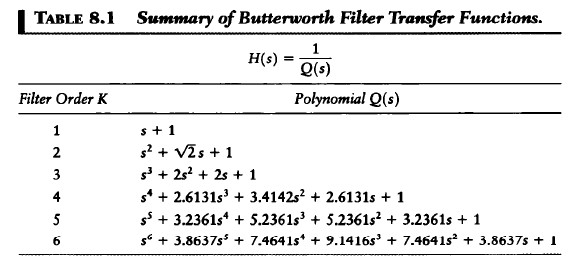 TABLE 8.1 Summary of Butterworth Filter Transfer Functions.
H(s) = 1 / Q(s)
Filter Order K Polynomial Q(s)
1 s + 1
2 s² + √2 s + 1
3 s³ + 2s² + 2s + 1
4 s⁴ + 2.6131s³ + 3.4142s² + 2.6131s + 1
5 s⁵ + 3.2361s⁴ + 5.2361s³ + 5.2361s² + 3.2361s + 1
6 s⁶ + 3.8637s⁵ + 7.4641s⁴ + 9.1416s³ + 7.4641s² + 3.8637s + 1